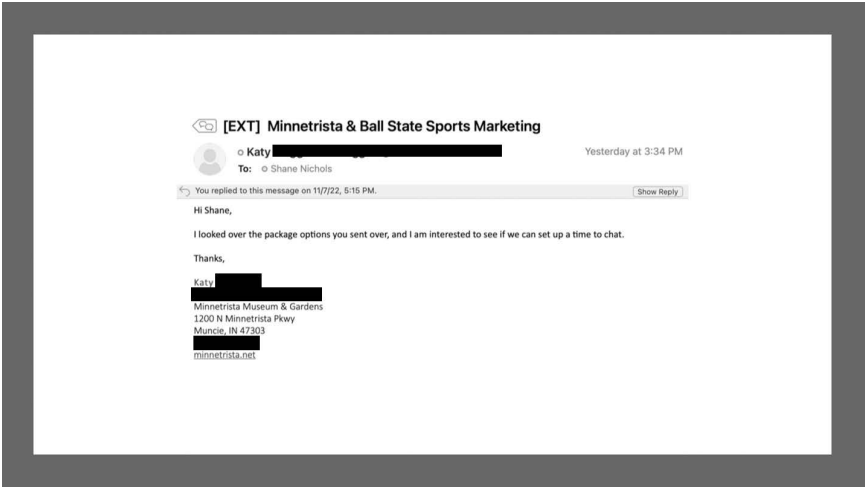 [EXT] Minnetrista & Ball State Sports Marketing
Katy
Yesterday at 3:34 PM
To: Shane Nichols
You replied to this message on 11/7/22, 5:15 PM.
Show Reply
Hi Shane,
I looked over the package options you sent over, and I am interested to see if we can set up a time to chat.
Thanks,
Katy
Minnetrista Museum & Gardens
1200 N Minnetrista Pkwy
Muncie, IN 47303
minnetrista.net